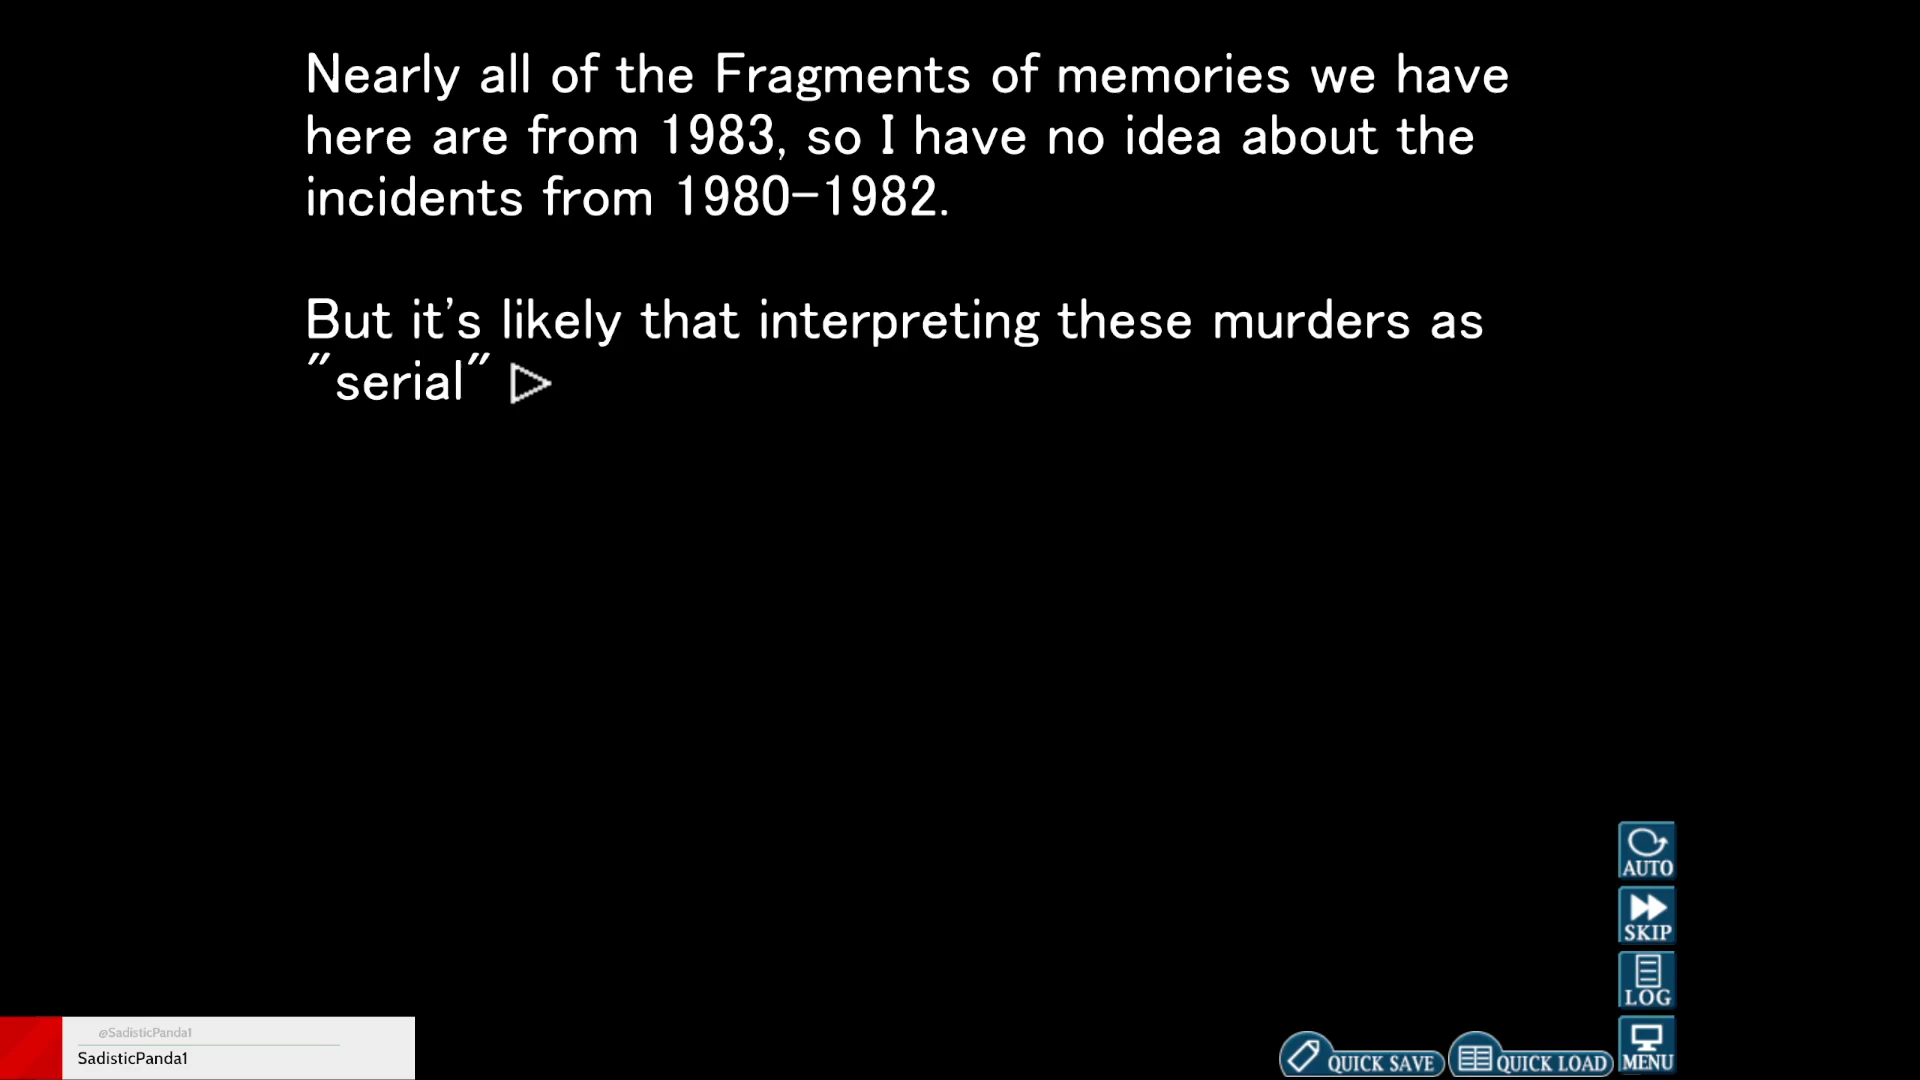 Nearly all of the Fragments of memories we have
here are from 1983, so I have no idea about the
incidents from 1980-1982.
But it's likely that interpreting these murders as
"serial"
AUTO
SKIP
LOG
MENU
QUICK SAVE
QUICK LOAD
@SadisticPanda1
SadisticPanda1